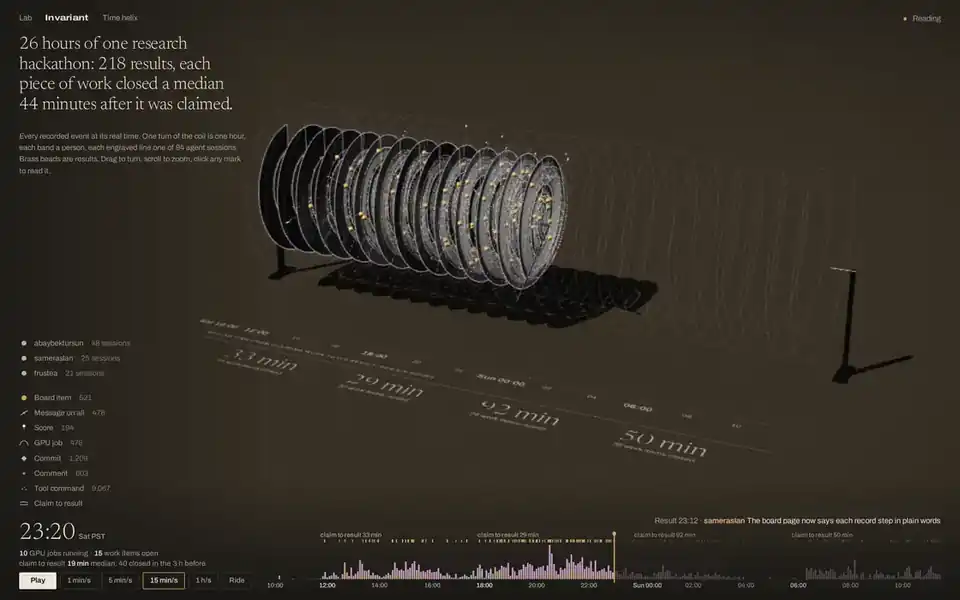 Lab Invariant Time helix
Reading
26 hours of one research
hackathon: 218 results, each
piece of work closed a median
44 minutes after it was claimed.
Every recorded event at its real time. One turn of the coil is one hour,
each band a person, each engraved line one of 94 agent sessions.
Brass beads are results. Drag to turn, scroll to zoom, click any mark
to read it.
12:00
18:00
Sun 00:00
06:00
33 min
29 min
92 min
50 min
abaybektursun 48 sessions
sameraslan 25 sessions
frustra 21 sessions
Board item 521
Message on all 476
Score 194
GPU job 476
Commit 1,209
Comment 603
Tool command 9,067
Claim to result
23:20 Sat PST
10 GPU jobs running · 15 work items open
claim to result 19 min median, 40 closed in the 3 h before
Play 1 min/s 5 min/s 15 min/s 1 h/s Ride
Result 23:12 · sameraslan The board page now says each record step in plain words
claim to result 33 min claim to result 29 min claim to result 92 min claim to result 50 min
10:00 12:00 14:00 16:00 18:00 20:00 22:00 Sun 00:00 02:00 04:00 06:00 08:00 10:00